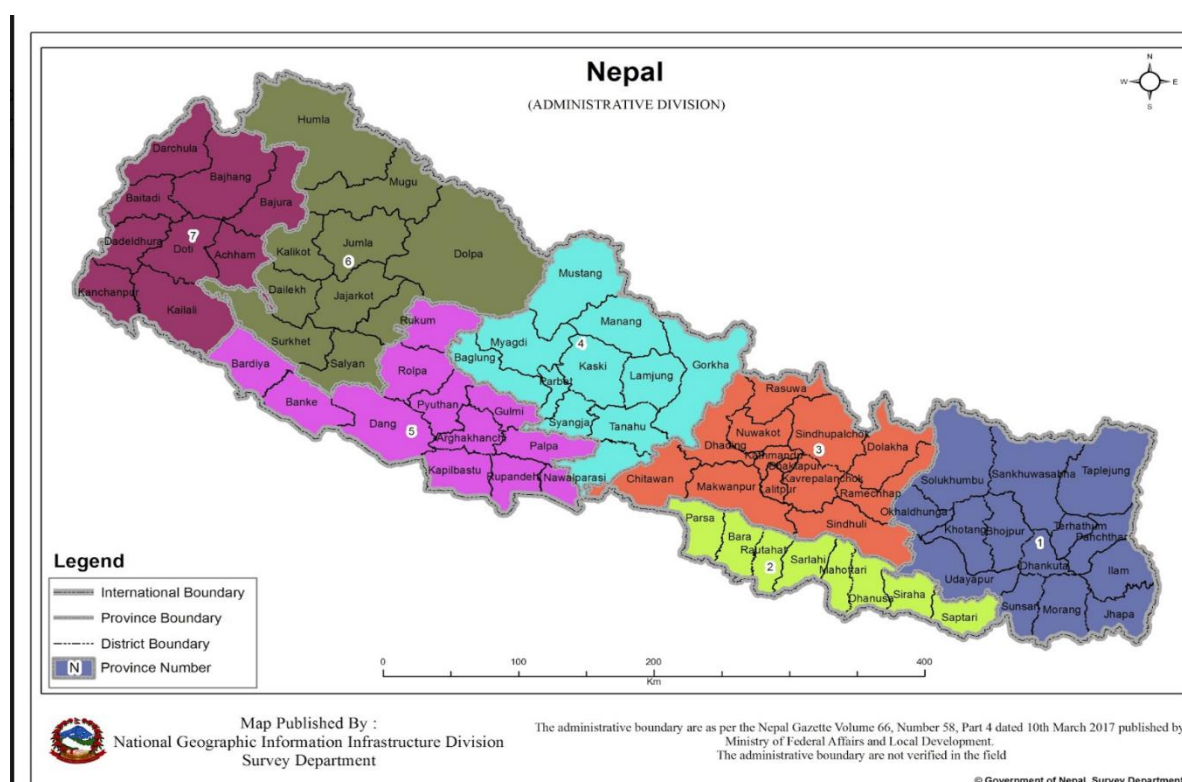 Nepal
(ADMINISTRATIVE DIVISION)
N
W
E
S
Humla
Darchula
Bajhang
Mugu
Baitadi
Bajura
Dadeldhura
Doti
7
Achham
Kalikot
Jumla
6
Dolpa
Mustang
Kanchanpur
Kailali
Dailekh
Jajarkot
Rukum
Manang
Surkhet
Salyan
Myagdi
4
Baglung
Kaski
Gorkha
Bardiya
Rolpa
Parbat
Lamjung
Rasuwa
Banke
Pyuthan
Gulmi
Dang
5
Syangja
Tanahu
Nuwakot
Sindhupalchok
Dolakha
Arghakhanchi
Palpa
Dhading
Kathmandu
3
Bhaktapur
Kapilbastu
Rupandehi
Nawalparasi
Chitawan
Makwanpur
Lalitpur
Kavrepalanchok
Ramechhap
Solukhumbu
Sankhuwasabha
Taplejung
Okhaldhunga
Sindhuli
Khotang
Bhojpur
Terhathum
Panchthar
1
Parsa
Bara
Rautahat
2
Sarlahi
Mahottari
Dhanusa
Siraha
Saptari
Udayapur
Dhankuta
Ilam
Sunsari
Morang
Jhapa
Legend
International Boundary
Province Boundary
District Boundary
N Province Number
0 100 200 400
Km
Map Published By :
National Geographic Information Infrastructure Division
Survey Department
The administrative boundary are as per the Nepal Gazette Volume 66, Number 58, Part 4 dated 10th March 2017 published by
Ministry of Federal Affairs and Local Development.
The administrative boundary are not verified in the field
© Government of Nepal, Survey Department